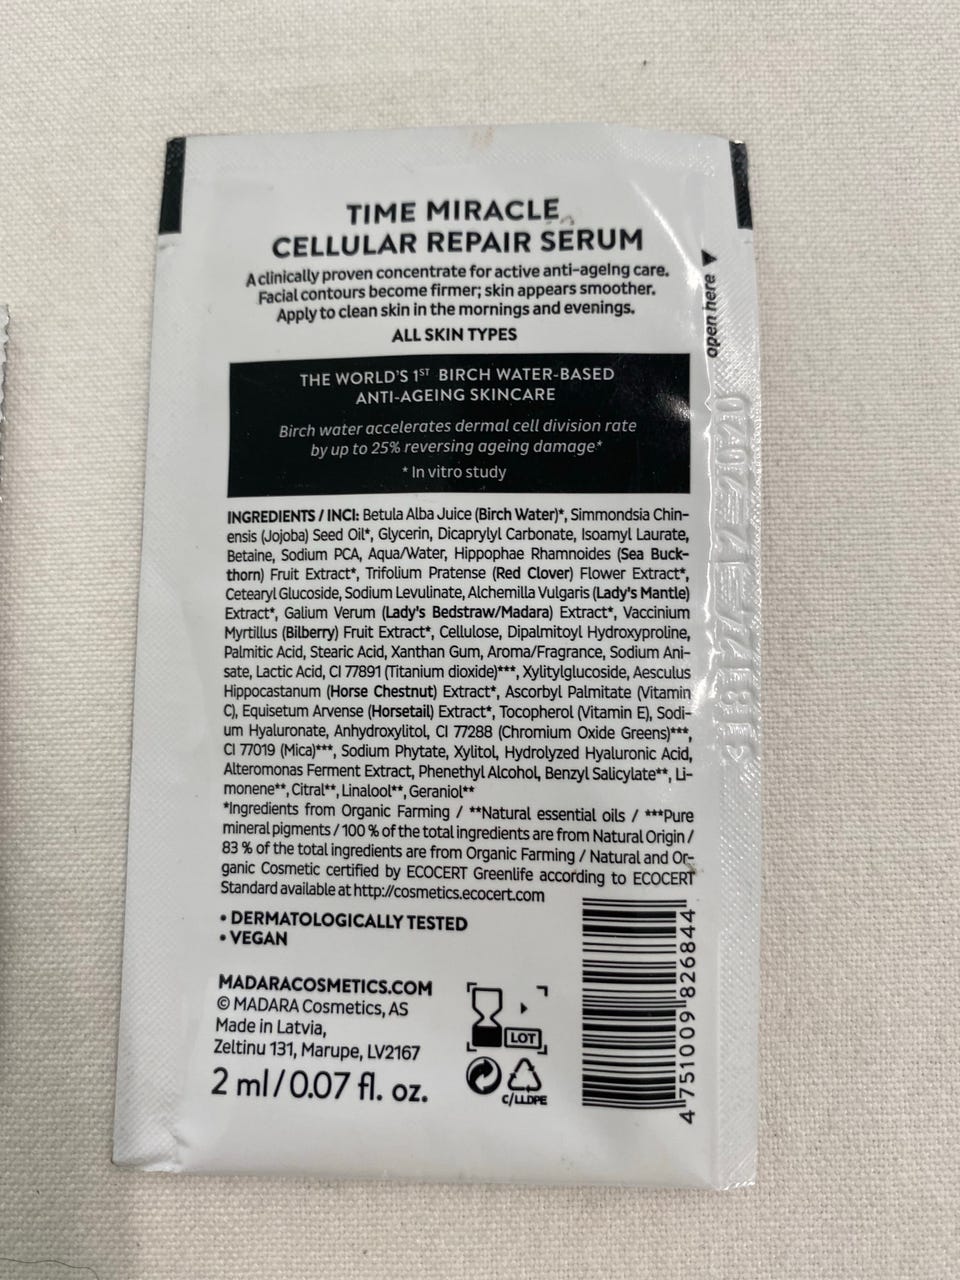 TIME MIRACLE
CELLULAR REPAIR SERUM
A clinically proven concentrate for active anti-ageing care.
Facial contours become firmer; skin appears smoother.
Apply to clean skin in the mornings and evenings.
ALL SKIN TYPES
open here
THE WORLD'S 1ST BIRCH WATER-BASED
ANTI-AGEING SKINCARE
Birch water accelerates dermal cell division rate
by up to 25% reversing ageing damage*
* In vitro study
INGREDIENTS / INCI: Betula Alba Juice (Birch Water)*, Simmondsia Chin-
ensis (Jojoba) Seed Oil*, Glycerin, Dicaprylyl Carbonate, Isoamyl Laurate,
Betaine, Sodium PCA, Aqua/Water, Hippophae Rhamnoides (Sea Buck-
thorn) Fruit Extract*, Trifolium Pratense (Red Clover) Flower Extract*,
Cetearyl Glucoside, Sodium Levulinate, Alchemilla Vulgaris (Lady's Mantle)
Extract*, Galium Verum (Lady's Bedstraw/Madara) Extract*, Vaccinium
Myrtillus (Bilberry) Fruit Extract*, Cellulose, Dipalmitoyl Hydroxyproline,
Palmitic Acid, Stearic Acid, Xanthan Gum, Aroma/Fragrance, Sodium Ani-
sate, Lactic Acid, CI 77891 (Titanium dioxide)***, Xylitylglucoside, Aesculus
Hippocastanum (Horse Chestnut) Extract*, Ascorbyl Palmitate (Vitamin
C), Equisetum Arvense (Horsetail) Extract*, Tocopherol (Vitamin E), Sodi-
um Hyaluronate, Anhydroxylitol, CI 77288 (Chromium Oxide Greens)***,
CI 77019 (Mica)***, Sodium Phytate, Xylitol, Hydrolyzed Hyaluronic Acid,
Alteromonas Ferment Extract, Phenethyl Alcohol, Benzyl Salicylate**, Li-
monene**, Citral**, Linalool**, Geraniol**
*Ingredients from Organic Farming / **Natural essential oils / ***Pure
mineral pigments / 100 % of the total ingredients are from Natural Origin /
83 % of the total ingredients are from Organic Farming / Natural and Or-
ganic Cosmetic certified by ECOCERT Greenlife according to ECOCERT
Standard available at http://cosmetics.ecocert.com
• DERMATOLOGICALLY TESTED
• VEGAN
MADARACOSMETICS.COM
© MADARA Cosmetics, AS
Made in Latvia,
Zeltinu 131, Marupe, LV2167
2 ml / 0.07 fl. oz.
LOT
C/LLDPE
4 751009 826844